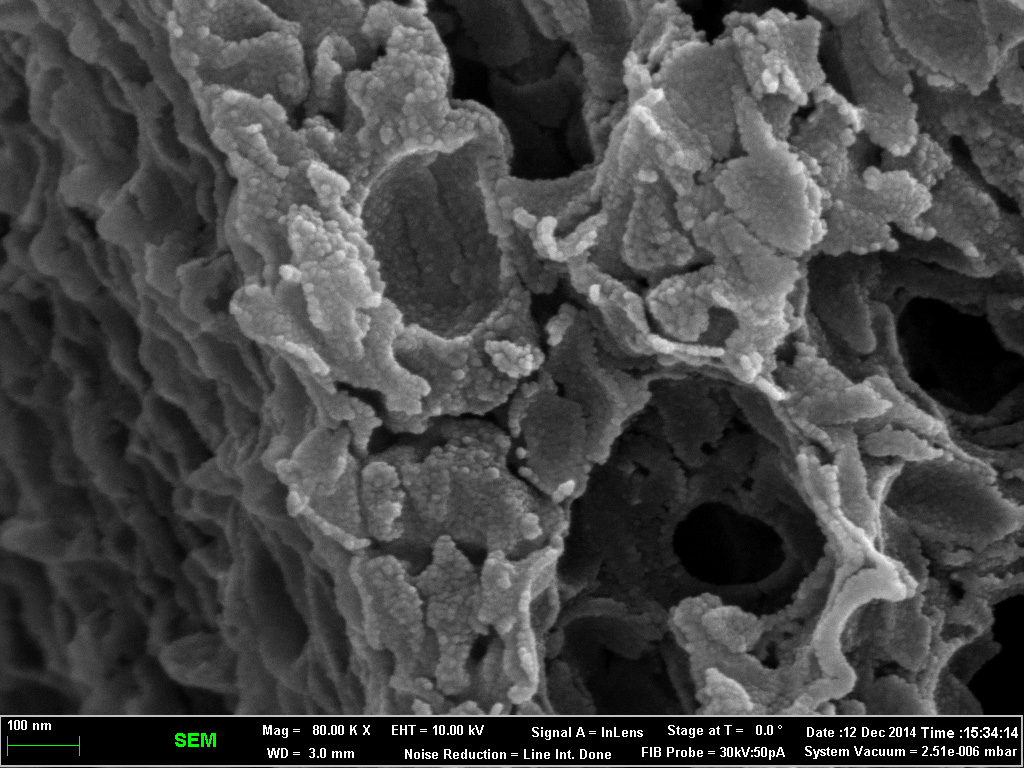 100 nm
SEM
Mag = 80.00 K X
EHT = 10.00 kV
Signal A = InLens
Stage at T = 0.0 °
Date :12 Dec 2014 Time :15:34:14
WD = 3.0 mm
Noise Reduction = Line Int. Done
FIB Probe = 30kV:50pA
System Vacuum = 2.51e-006 mbar